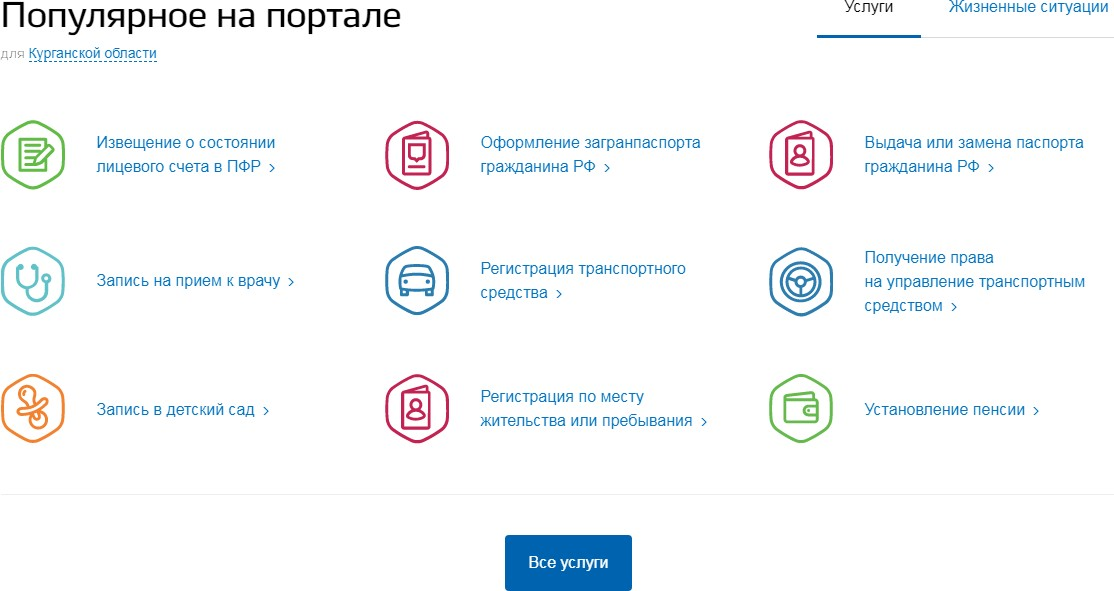 Популярное на портале
Услуги
Жизненные ситуации
для Курганской области
Извещение о состоянии
лицевого счета в ПФР >
Оформление загранпаспорта
гражданина РФ >
Выдача или замена паспорта
гражданина РФ >
Запись на прием к врачу >
Регистрация транспортного
средства >
Получение права
на управление транспортным
средством >
Запись в детский сад >
Регистрация по месту
жительства или пребывания >
Установление пенсии >
Все услуги